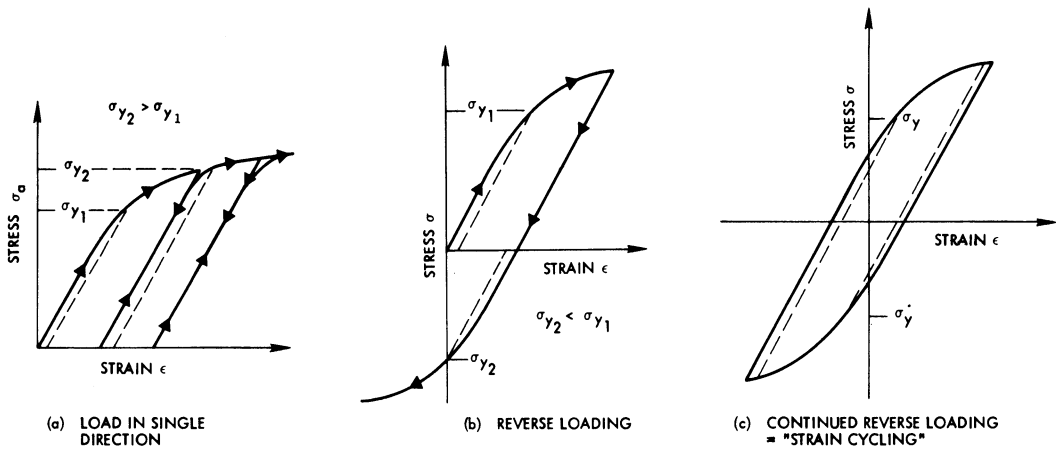 σy2 > σy1
σy2
σy1
STRESS σa
STRAIN ε
(a) LOAD IN SINGLE
DIRECTION
σy1
STRESS σ
STRAIN ε
σy2 < σy1
σy2
(b) REVERSE LOADING
STRESS σ
σy
STRAIN ε
σẏ
(c) CONTINUED REVERSE LOADING
= "STRAIN CYCLING"